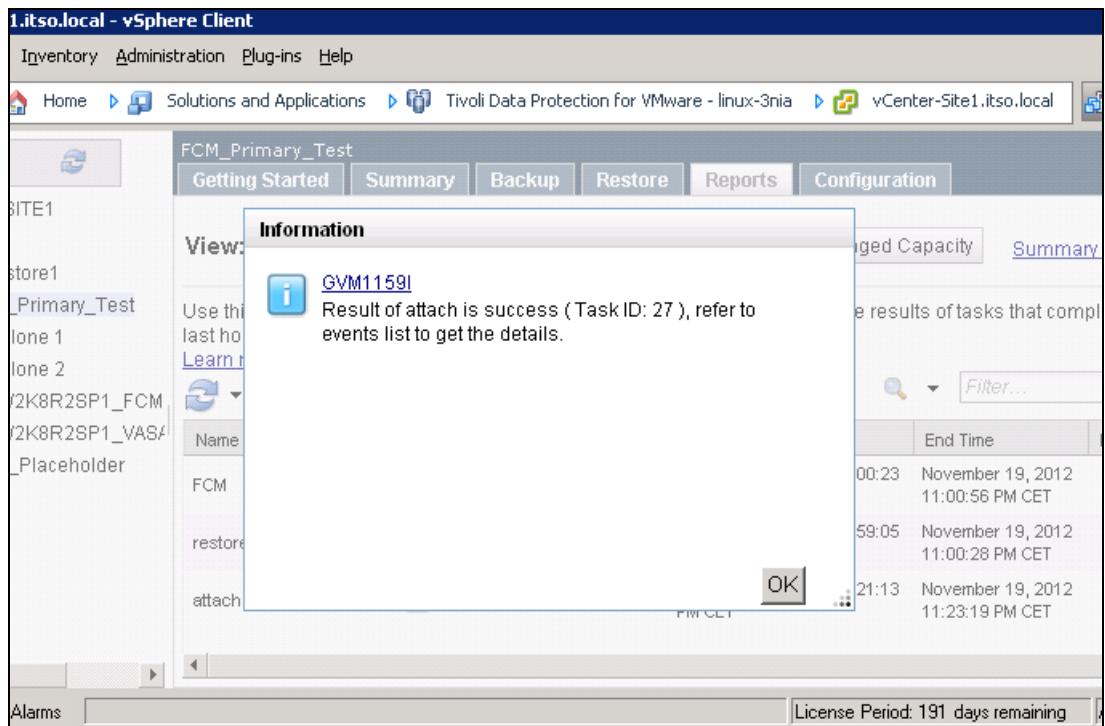 1.itso.local - vSphere Client
Inventory Administration Plug-ins Help
Home Solutions and Applications Tivoli Data Protection for VMware - linux-3nia vCenter-Site1.itso.local
FCM_Primary_Test
Getting Started Summary Backup Restore Reports Configuration
SITE1
store1
_Primary_Test
lone 1
lone 2
/2K8R2SP1_FCM
/2K8R2SP1_VASA
_Placeholder
View: aged Capacity Summary
Information
GVM1159I
Result of attach is success ( Task ID: 27 ), refer to
events list to get the details.
OK
Use thi e results of tasks that compl
last ho
Learn r
Filter...
Name End Time
FCM 00:23 November 19, 2012
11:00:56 PM CET
restore 59:05 November 19, 2012
11:00:28 PM CET
attach 21:13 November 19, 2012
PM CET 11:23:19 PM CET
Alarms License Period: 191 days remaining